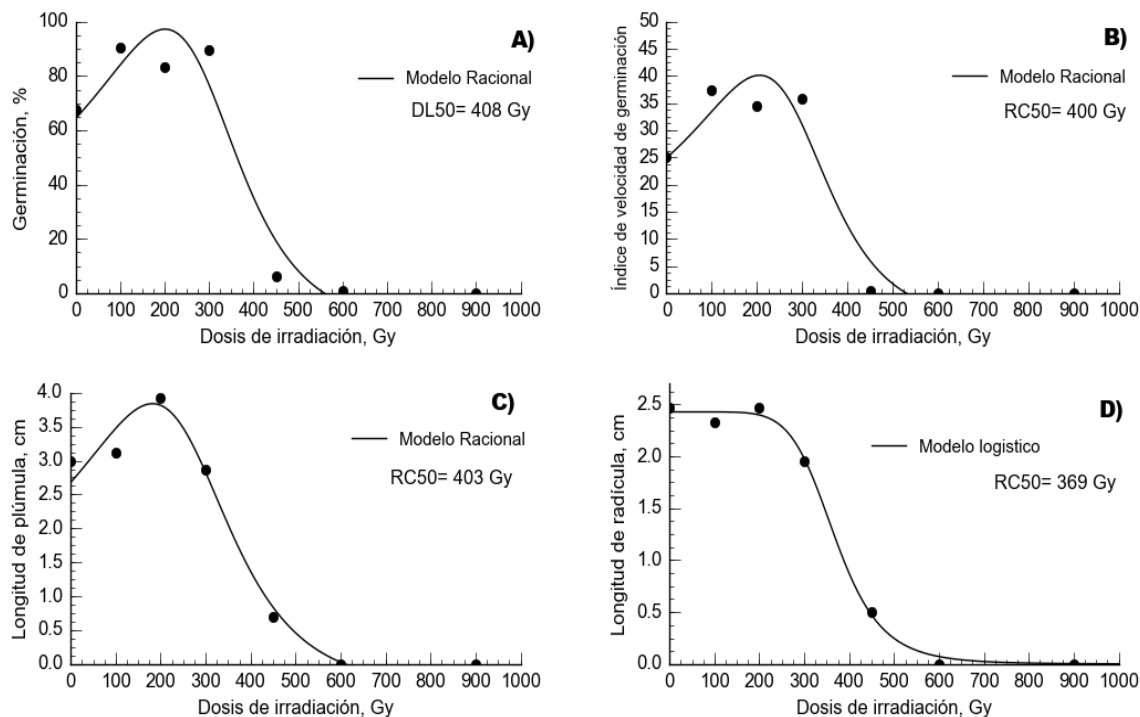 A)
Modelo Racional
DL50= 408 Gy
Germinación, %
100
80
60
40
20
0
0 100 200 300 400 500 600 700 800 900 1000
Dosis de irradiación, Gy
B)
Modelo Racional
RC50= 400 Gy
Índice de velocidad de germinación
50
45
40
35
30
25
20
15
10
5
0
0 100 200 300 400 500 600 700 800 900 1000
Dosis de irradiación, Gy
C)
Modelo Racional
RC50= 403 Gy
Longitud de plúmula, cm
4.0
3.5
3.0
2.5
2.0
1.5
1.0
0.5
0.0
0 100 200 300 400 500 600 700 800 900 1000
Dosis de irradiación, Gy
D)
Modelo logistico
RC50= 369 Gy
Longitud de radícula, cm
2.5
2.0
1.5
1.0
0.5
0.0
0 100 200 300 400 500 600 700 800 900 1000
Dosis de irradiación, Gy